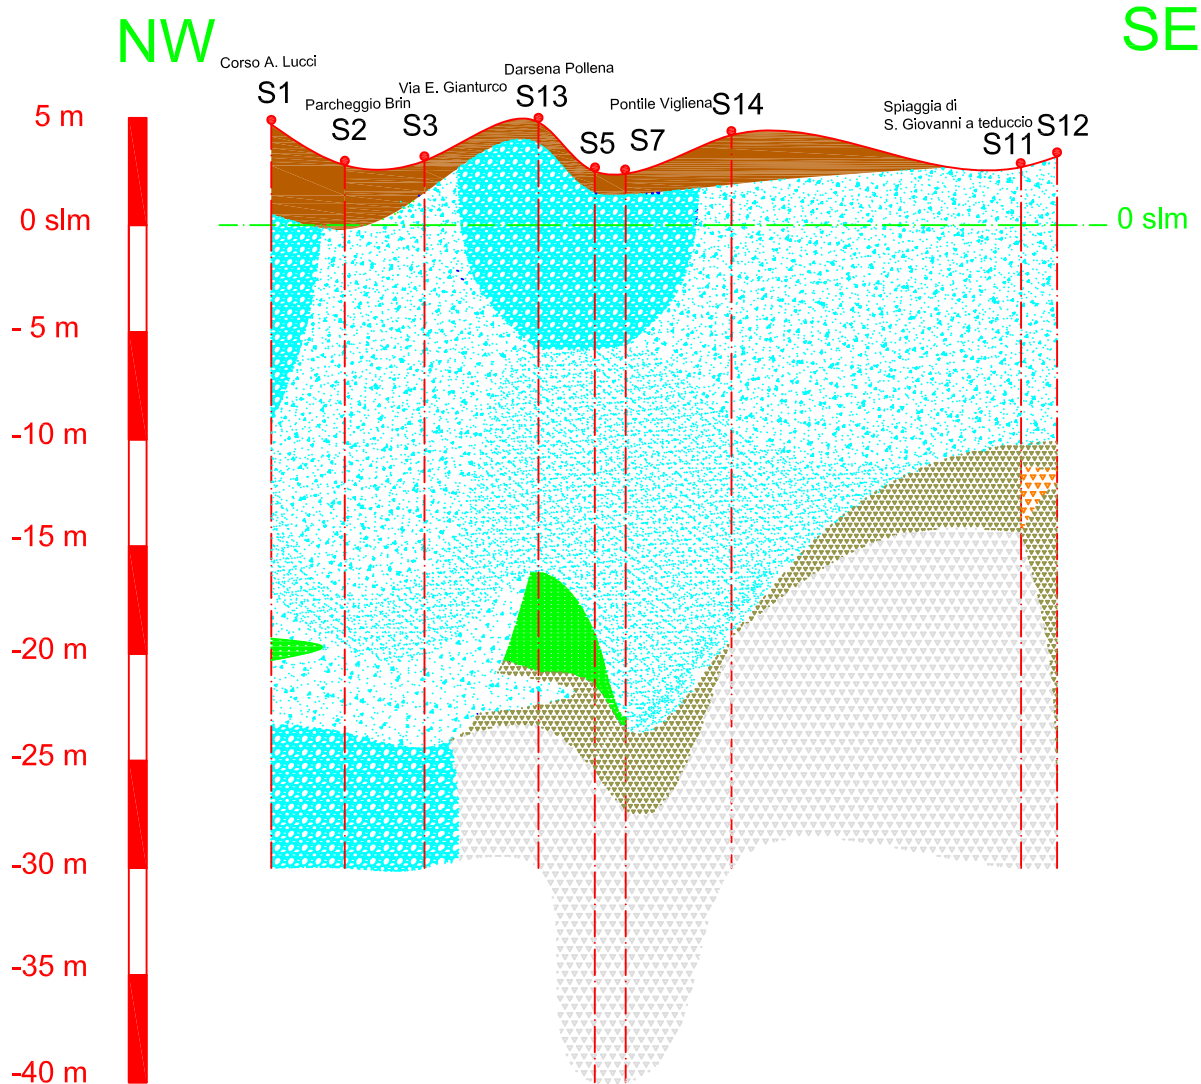 NW
SE
Corso A. Lucci
S1
Parcheggio Brin
S2
Via E. Gianturco
S3
Darsena Pollena
S13
S5
Pontile Vigliena
S7
S14
Spiaggia di
S. Giovanni a teduccio
S11
S12
5 m
0 slm
- 5 m
-10 m
-15 m
-20 m
-25 m
-30 m
-35 m
-40 m
0 slm